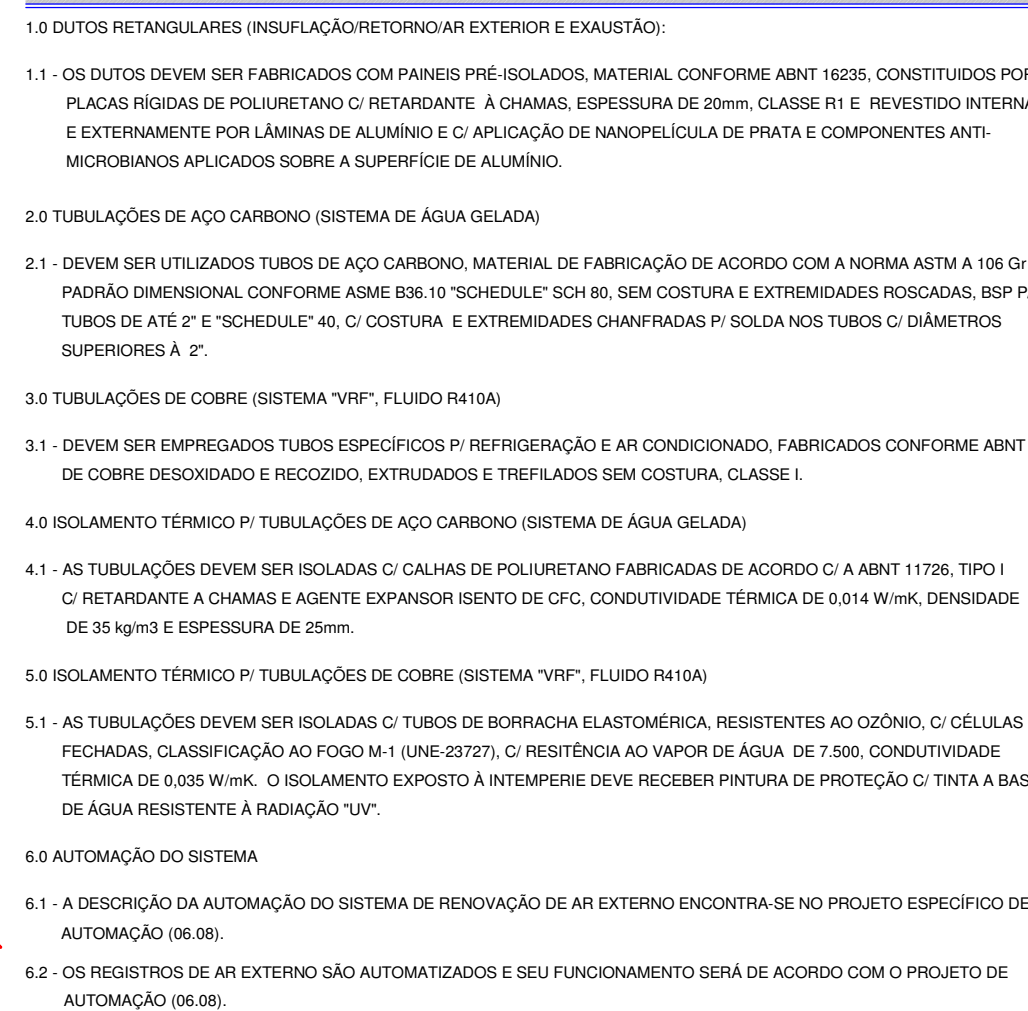 1.0 DUTOS RETANGULARES (INSUFLAÇÃO/RETORNO/AR EXTERIOR E EXAUSTÃO):
1.1 - OS DUTOS DEVEM SER FABRICADOS COM PAINEIS PRÉ-ISOLADOS, MATERIAL CONFORME ABNT 16235, CONSTITUIDOS POR
PLACAS RÍGIDAS DE POLIURETANO C/ RETARDANTE À CHAMAS, ESPESSURA DE 20mm, CLASSE R1 E REVESTIDO INTERNA
E EXTERNAMENTE POR LÂMINAS DE ALUMÍNIO E C/ APLICAÇÃO DE NANOPELÍCULA DE PRATA E COMPONENTES ANTI-
MICROBIANOS APLICADOS SOBRE A SUPERFÍCIE DE ALUMÍNIO.
2.0 TUBULAÇÕES DE AÇO CARBONO (SISTEMA DE ÁGUA GELADA)
2.1 - DEVEM SER UTILIZADOS TUBOS DE AÇO CARBONO, MATERIAL DE FABRICAÇÃO DE ACORDO COM A NORMA ASTM A 106 Gr
PADRÃO DIMENSIONAL CONFORME ASME B36.10 "SCHEDULE" SCH 80, SEM COSTURA E EXTREMIDADES ROSCADAS, BSP P
TUBOS DE ATÉ 2" E "SCHEDULE" 40, C/ COSTURA E EXTREMIDADES CHANFRADAS P/ SOLDA NOS TUBOS C/ DIÂMETROS
SUPERIORES À 2".
3.0 TUBULAÇÕES DE COBRE (SISTEMA "VRF", FLUIDO R410A)
3.1 - DEVEM SER EMPREGADOS TUBOS ESPECÍFICOS P/ REFRIGERAÇÃO E AR CONDICIONADO, FABRICADOS CONFORME ABNT
DE COBRE DESOXIDADO E RECOZIDO, EXTRUDADOS E TREFILADOS SEM COSTURA, CLASSE I.
4.0 ISOLAMENTO TÉRMICO P/ TUBULAÇÕES DE AÇO CARBONO (SISTEMA DE ÁGUA GELADA)
4.1 - AS TUBULAÇÕES DEVEM SER ISOLADAS C/ CALHAS DE POLIURETANO FABRICADAS DE ACORDO C/ A ABNT 11726, TIPO I
C/ RETARDANTE A CHAMAS E AGENTE EXPANSOR ISENTO DE CFC, CONDUTIVIDADE TÉRMICA DE 0,014 W/mK, DENSIDADE
DE 35 kg/m3 E ESPESSURA DE 25mm.
5.0 ISOLAMENTO TÉRMICO P/ TUBULAÇÕES DE COBRE (SISTEMA "VRF", FLUIDO R410A)
5.1 - AS TUBULAÇÕES DEVEM SER ISOLADAS C/ TUBOS DE BORRACHA ELASTOMÉRICA, RESISTENTES AO OZÔNIO, C/ CÉLULAS
FECHADAS, CLASSIFICAÇÃO AO FOGO M-1 (UNE-23727), C/ RESITÊNCIA AO VAPOR DE ÁGUA DE 7.500, CONDUTIVIDADE
TÉRMICA DE 0,035 W/mK. O ISOLAMENTO EXPOSTO À INTEMPERIE DEVE RECEBER PINTURA DE PROTEÇÃO C/ TINTA A BAS
DE ÁGUA RESISTENTE À RADIAÇÃO "UV".
6.0 AUTOMAÇÃO DO SISTEMA
6.1 - A DESCRIÇÃO DA AUTOMAÇÃO DO SISTEMA DE RENOVAÇÃO DE AR EXTERNO ENCONTRA-SE NO PROJETO ESPECÍFICO DE
AUTOMAÇÃO (06.08).
6.2 - OS REGISTROS DE AR EXTERNO SÃO AUTOMATIZADOS E SEU FUNCIONAMENTO SERÁ DE ACORDO COM O PROJETO DE
AUTOMAÇÃO (06.08).